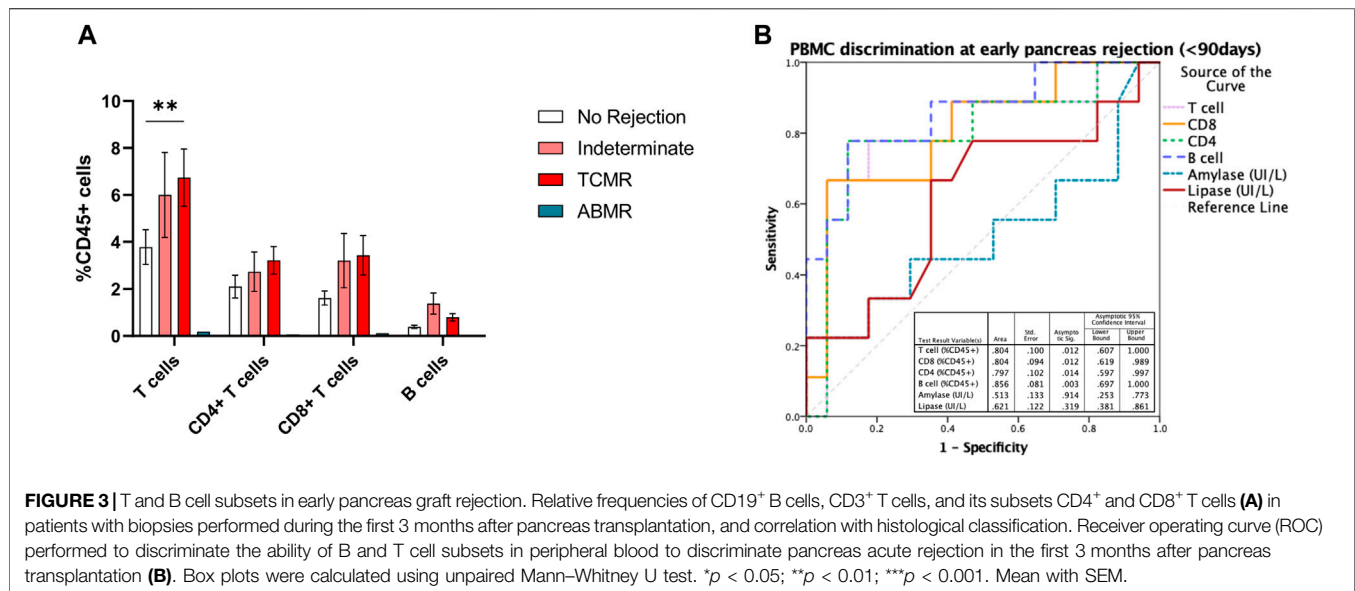 A
**
10
8
6
4
2
0
%CD45+ cells
T cells
CD4+ T cells
CD8+ T cells
B cells
No Rejection
Indeterminate
TCMR
ABMR
B
PBMC discrimination at early pancreas rejection (<90days)
1.0
0.8
0.6
0.4
0.2
0.0
Sensitivity
0.0 0.2 0.4 0.6 0.8 1.0
1 - Specificity
Source of the
Curve
T cell
CD8
CD4
B cell
Amylase (UI/L)
Lipase (UI/L)
Reference Line
Asymptotic 95%
Confidence Interval
Test Result Variable(s) Area Std. Error Asympto tic Sig. Lower Bound Upper Bound
T cell (%CD45+) .804 .100 .012 .607 1.000
CD8 (%CD45+) .804 .094 .012 .619 .989
CD4 (%CD45+) .797 .102 .014 .597 .997
B cell (%CD45+) .856 .081 .003 .697 1.000
Amylase (UI/L) .513 .133 .914 .253 .773
Lipase (UI/L) .621 .122 .319 .381 .861
FIGURE 3 | T and B cell subsets in early pancreas graft rejection. Relative frequencies of CD19+ B cells, CD3+ T cells, and its subsets CD4+ and CD8+ T cells (A) in
patients with biopsies performed during the first 3 months after pancreas transplantation, and correlation with histological classification. Receiver operating curve (ROC)
performed to discriminate the ability of B and T cell subsets in peripheral blood to discriminate pancreas acute rejection in the first 3 months after pancreas
transplantation (B). Box plots were calculated using unpaired Mann–Whitney U test. *p < 0.05; **p < 0.01; ***p < 0.001. Mean with SEM.